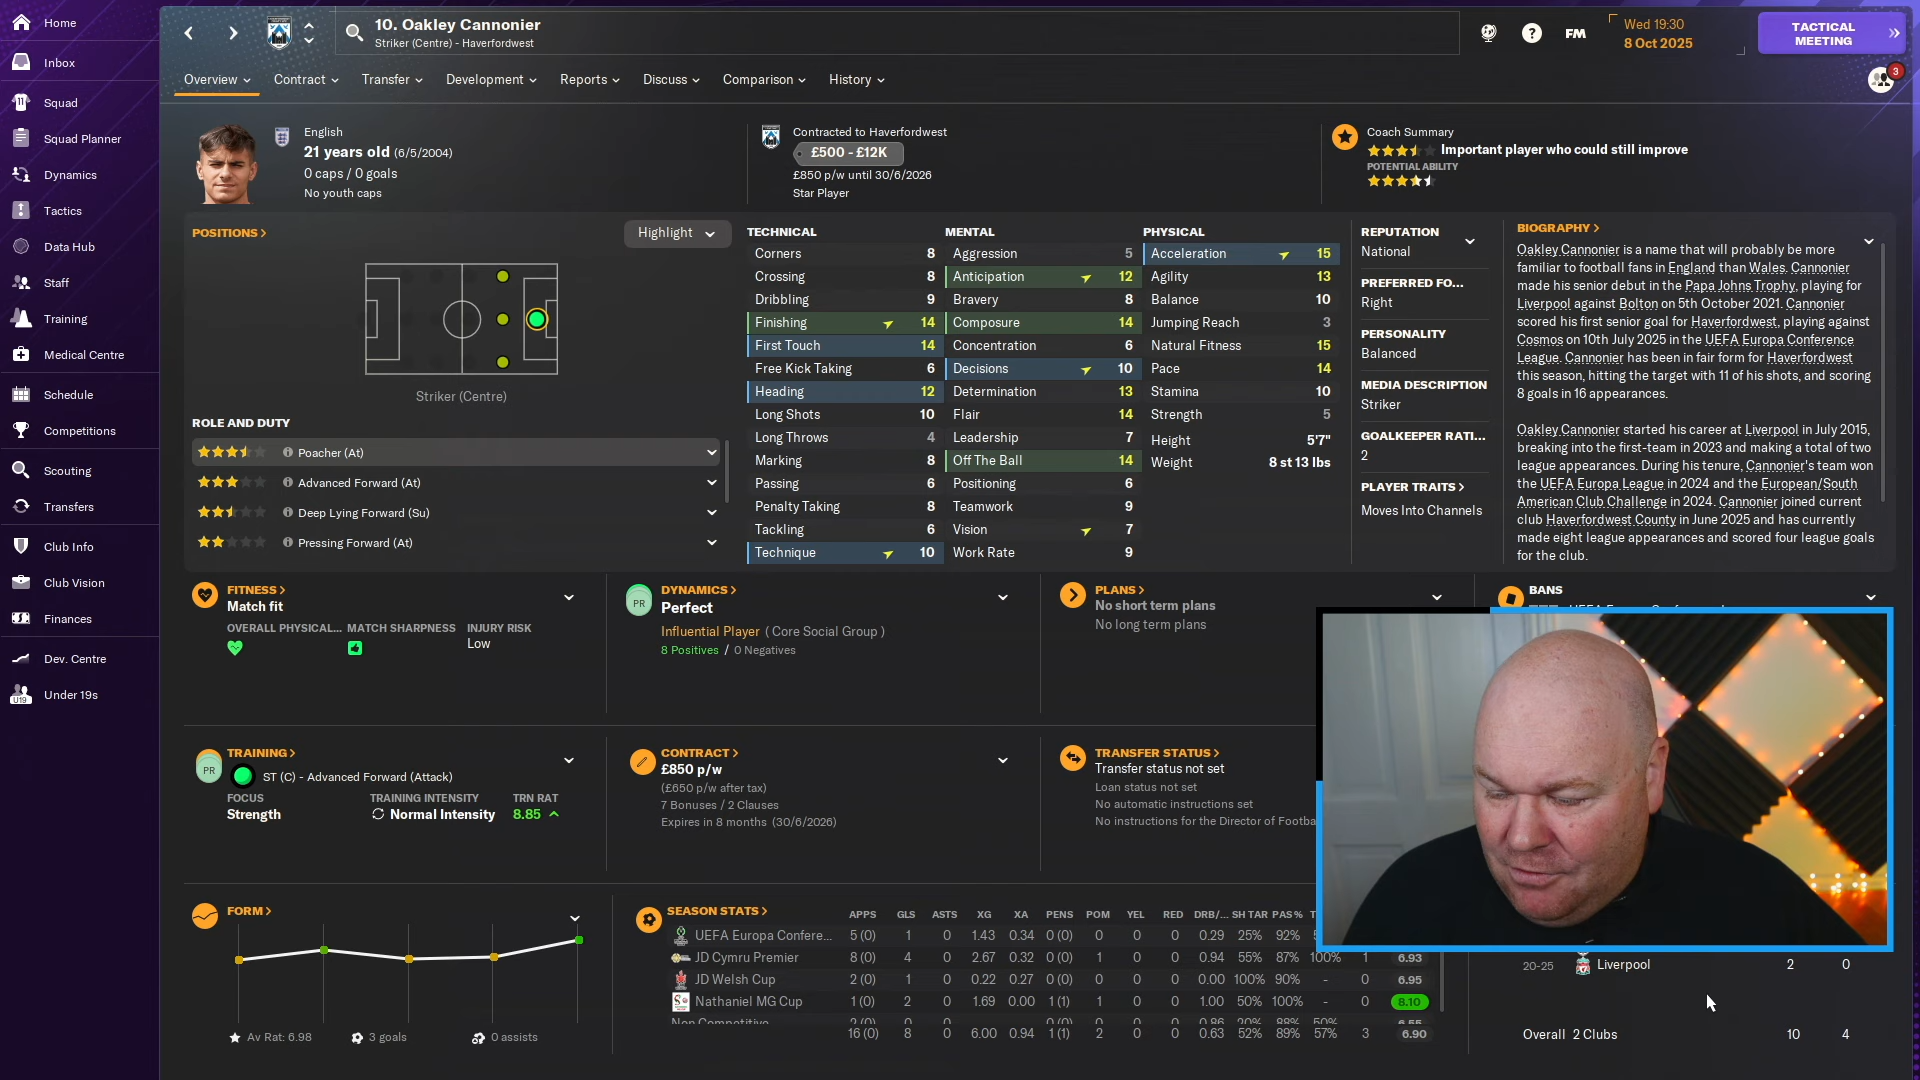 Home
Inbox
Squad
Squad Planner
Dynamics
Tactics
Data Hub
Staff
Training
Medical Centre
Schedule
Competitions
Scouting
Transfers
Club Info
Club Vision
Finances
Dev. Centre
U19 Under 19s
10. Oakley Cannonier
Striker (Centre) - Haverfordwest
FM
Wed 19:30
8 Oct 2025
TACTICAL MEETING
3
Overview Contract Transfer Development Reports Discuss Comparison History
English
21 years old (6/5/2004)
0 caps / 0 goals
No youth caps
Contracted to Haverfordwest
£500 - £12K
£850 p/w until 30/6/2026
Star Player
Coach Summary
Important player who could still improve
POTENTIAL ABILITY
POSITIONS >
Highlight
Striker (Centre)
ROLE AND DUTY
Poacher (At)
Advanced Forward (At)
Deep Lying Forward (Su)
Pressing Forward (At)
TECHNICAL
Corners 8
Crossing 8
Dribbling 9
Finishing 14
First Touch 14
Free Kick Taking 6
Heading 12
Long Shots 10
Long Throws 4
Marking 8
Passing 6
Penalty Taking 8
Tackling 6
Technique 10
MENTAL
Aggression 5
Anticipation 12
Bravery 8
Composure 14
Concentration 6
Decisions 10
Determination 13
Flair 14
Leadership 7
Off The Ball 14
Positioning 6
Teamwork 9
Vision 7
Work Rate 9
PHYSICAL
Acceleration 15
Agility 13
Balance 10
Jumping Reach 3
Natural Fitness 15
Pace 14
Stamina 10
Strength 5
Height 5'7"
Weight 8 st 13 lbs
REPUTATION
National
PREFERRED FO...
Right
PERSONALITY
Balanced
MEDIA DESCRIPTION
Striker
GOALKEEPER RATI...
2
PLAYER TRAITS >
Moves Into Channels
BIOGRAPHY >
Oakley Cannonier is a name that will probably be more
familiar to football fans in England than Wales. Cannonier
made his senior debut in the Papa Johns Trophy, playing for
Liverpool against Bolton on 5th October 2021. Cannonier
scored his first senior goal for Haverfordwest, playing against
Cosmos on 10th July 2025 in the UEFA Europa Conference
League. Cannonier has been in fair form for Haverfordwest
this season, hitting the target with 11 of his shots, and scoring
8 goals in 16 appearances.
Oakley Cannonier started his career at Liverpool in July 2015,
breaking into the first-team in 2023 and making a total of two
league appearances. During his tenure, Cannonier's team won
the UEFA Europa League in 2024 and the European/South
American Club Challenge in 2024. Cannonier joined current
club Haverfordwest County in June 2025 and has currently
made eight league appearances and scored four league goals
for the club.
FITNESS >
Match fit
OVERALL PHYSICAL... MATCH SHARPNESS INJURY RISK
Low
DYNAMICS >
PR
Perfect
Influential Player ( Core Social Group )
8 Positives / 0 Negatives
PLANS >
No short term plans
No long term plans
BANS
TRAINING >
PR
ST (C) - Advanced Forward (Attack)
FOCUS TRAINING INTENSITY TRN RAT
Strength Normal Intensity 8.85
CONTRACT >
£850 p/w
(£650 p/w after tax)
7 Bonuses / 2 Clauses
Expires in 8 months (30/6/2026)
TRANSFER STATUS >
Transfer status not set
Loan status not set
No automatic instructions set
No instructions for the Director of Footba
FORM >
Av Rat: 6.98 3 goals 0 assists
SEASON STATS > APPS GLS ASTS XG XA PENS POM YEL RED DRB/... SH TAR PAS % T
UEFA Europa Confere... 5 (0) 1 0 1.43 0.34 0 (0) 0 0 0 0.29 25% 92%
JD Cymru Premier 8 (0) 4 0 2.67 0.32 0 (0) 1 0 0 0.94 55% 87% 100% 1 6.93
JD Welsh Cup 2 (0) 1 0 0.22 0.27 0 (0) 0 0 0 0.00 100% 90% - 0 6.95
Nathaniel MG Cup 1 (0) 2 0 1.69 0.00 1 (1) 1 0 0 1.00 50% 100% - 0 8.10
Non Competitive
16 (0) 8 0 6.00 0.94 1 (1) 2 0 0 0.63 52% 89% 57% 3 6.90
20-25 Liverpool 2 0
Overall 2 Clubs 10 4